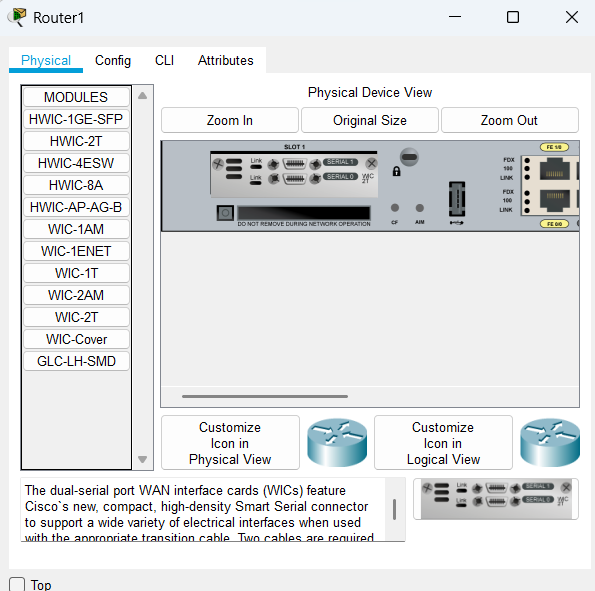 Router1
Physical
Config
CLI
Attributes
MODULES
HWIC-1GE-SFP
HWIC-2T
HWIC-4ESW
HWIC-8A
HWIC-AP-AG-B
WIC-1AM
WIC-1ENET
WIC-1T
WIC-2AM
WIC-2T
WIC-Cover
GLC-LH-SMD
Physical Device View
Zoom In
Original Size
Zoom Out
SLOT 1
Link
SERIAL 1
Link
SERIAL 0
WIC
2T
DO NOT REMOVE DURING NETWORK OPERATION
CF
AIM
FE 1/0
FDX
100
LINK
FDX
100
LINK
FE 0/0
Customize
Icon in
Physical View
Customize
Icon in
Logical View
The dual-serial port WAN interface cards (WICs) feature
Cisco`s new, compact, high-density Smart Serial connector
to support a wide variety of electrical interfaces when used
with the appropriate transition cable. Two cables are required
Link
SERIAL 1
Link
SERIAL 0
WIC
2T
Top